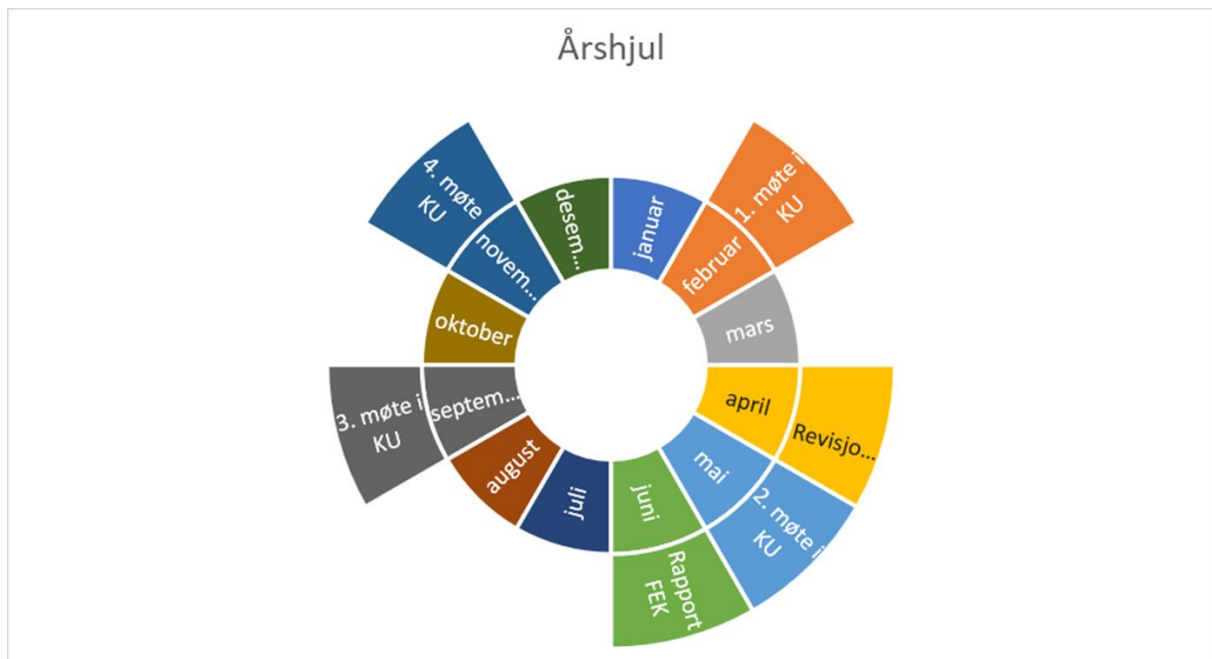 Årshjul
januar
februar
1. møte i
KU
mars
april
Revisjo...
mai
2. møte i
KU
juni
Rapport
FEK
juli
august
septem...
3. møte i
KU
oktober
novem...
4. møte
KU
desem...